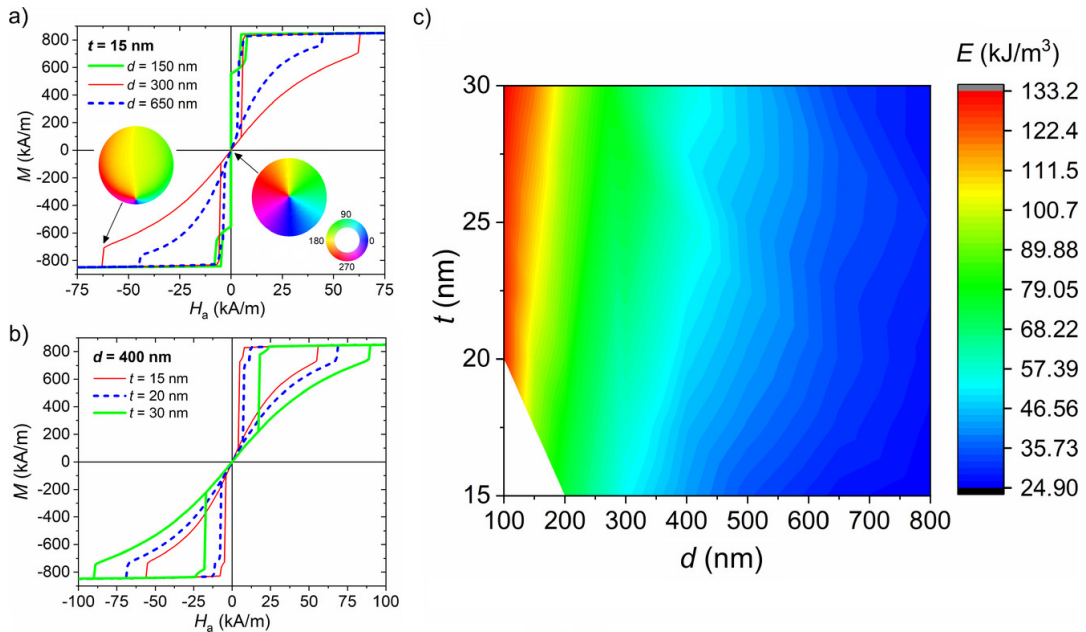 a)
t = 15 nm
d = 150 nm
d = 300 nm
d = 650 nm
800
600
400
200
0
-200
-400
-600
-800
M (kA/m)
90
180
0
270
-75 -50 -25 0 25 50 75
Ha (kA/m)
b)
d = 400 nm
t = 15 nm
t = 20 nm
t = 30 nm
800
600
400
200
0
-200
-400
-600
-800
M (kA/m)
-100 -75 -50 -25 0 25 50 75 100
Ha (kA/m)
c)
30
25
20
15
t (nm)
100 200 300 400 500 600 700 800
d (nm)
E (kJ/m³)
133.2
122.4
111.5
100.7
89.88
79.05
68.22
57.39
46.56
35.73
24.90